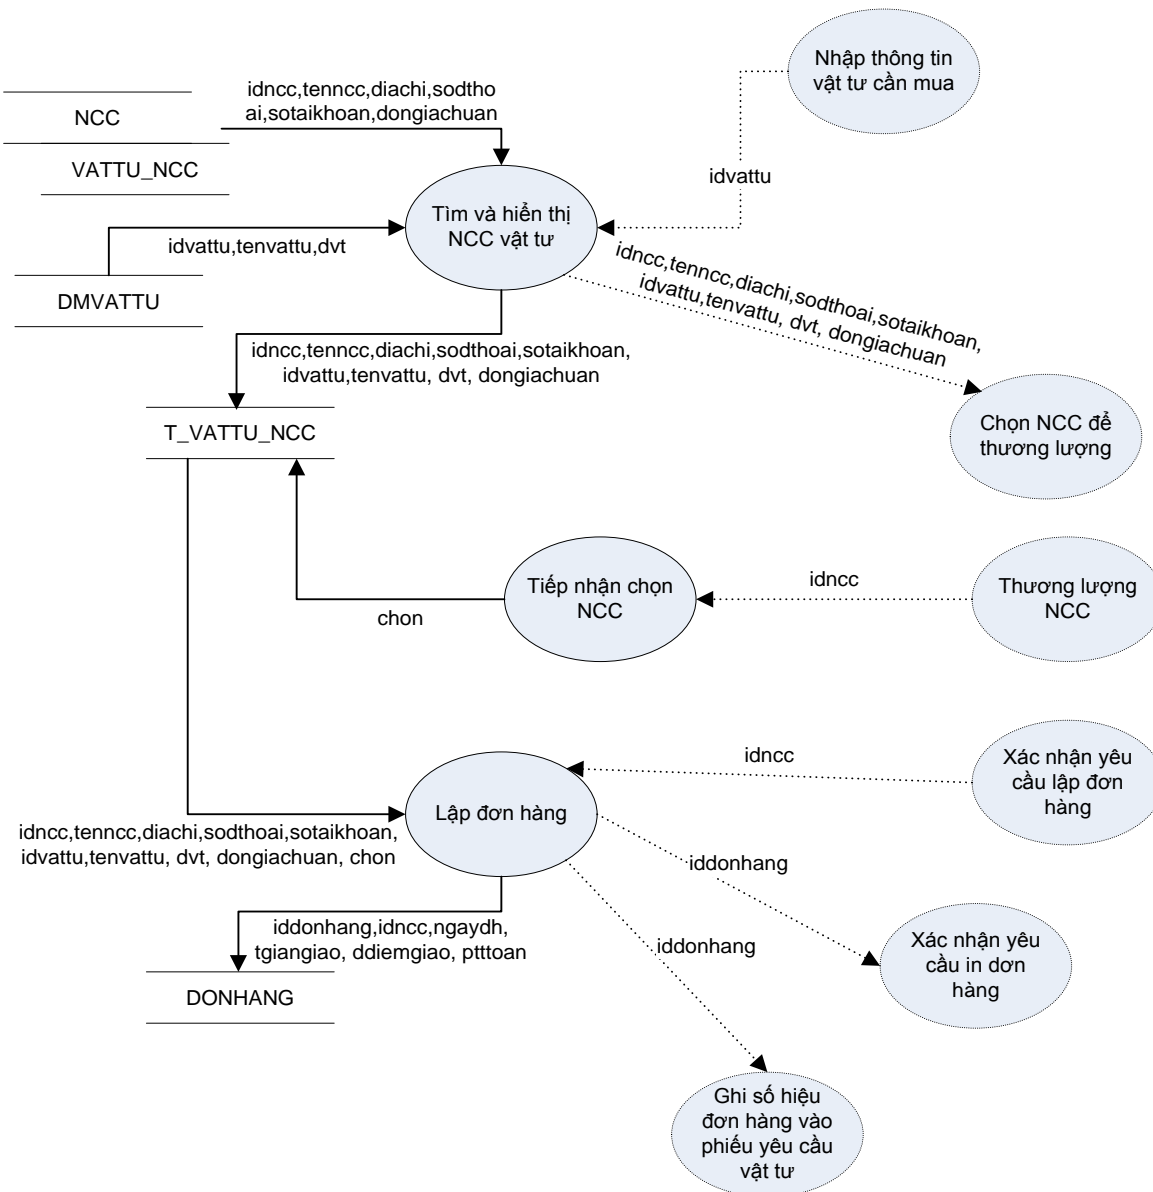 Nhập thông tin
vật tư cần mua
idncc,tenncc,diachi,sodtho
ai,sotaikhoan,dongiachuan
NCC
VATTU_NCC
idvattu
Tìm và hiển thị
NCC vật tư
idvattu,tenvattu,dvt
DMVATTU
idncc,tenncc,diachi,sodthoai,sotaikhoan,
idvattu,tenvattu, dvt, dongiachuan
idncc,tenncc,diachi,sodthoai,sotaikhoan,
idvattu,tenvattu, dvt, dongiachuan
T_VATTU_NCC
Chọn NCC để
thương lượng
Tiếp nhận chọn
NCC
idncc
Thương lượng
NCC
chon
idncc
Xác nhận yêu
cầu lập đơn
hàng
Lập đơn hàng
idncc,tenncc,diachi,sodthoai,sotaikhoan,
idvattu,tenvattu, dvt, dongiachuan, chon
iddonhang
iddonhang,idncc,ngaydh,
tgiangiao, ddiemgiao, ptttoan
iddonhang
Xác nhận yêu
cầu in dơn
hàng
DONHANG
Ghi số hiệu
đơn hàng vào
phiếu yêu cầu
vật tư